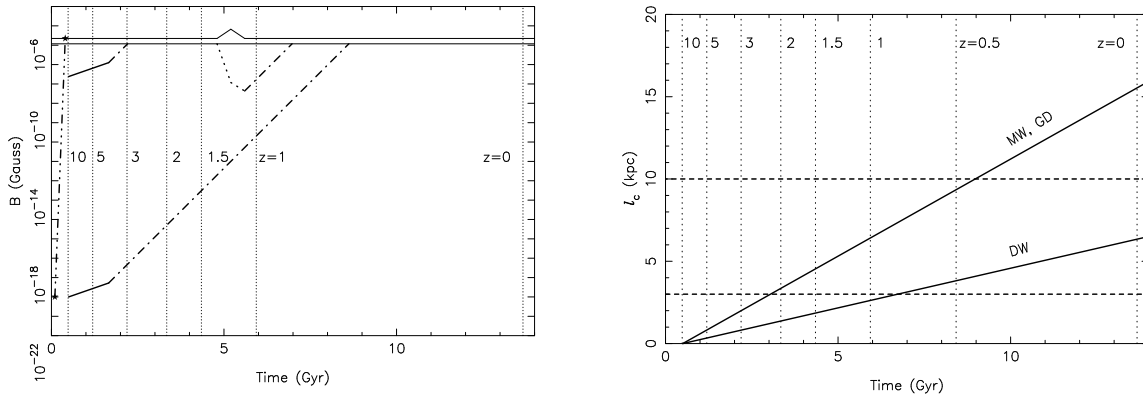 10⁻⁶
10⁻¹⁰
10⁻¹⁴
10⁻¹⁸
10⁻²²
B (Gauss)
10 5 3 2 1.5 z=1 z=0
0 5 10
Time (Gyr)
20
15
10
5
0
l_c (kpc)
10 5 3 2 1.5 1 z=0.5 z=0
MW, GD
DW
0 5 10
Time (Gyr)